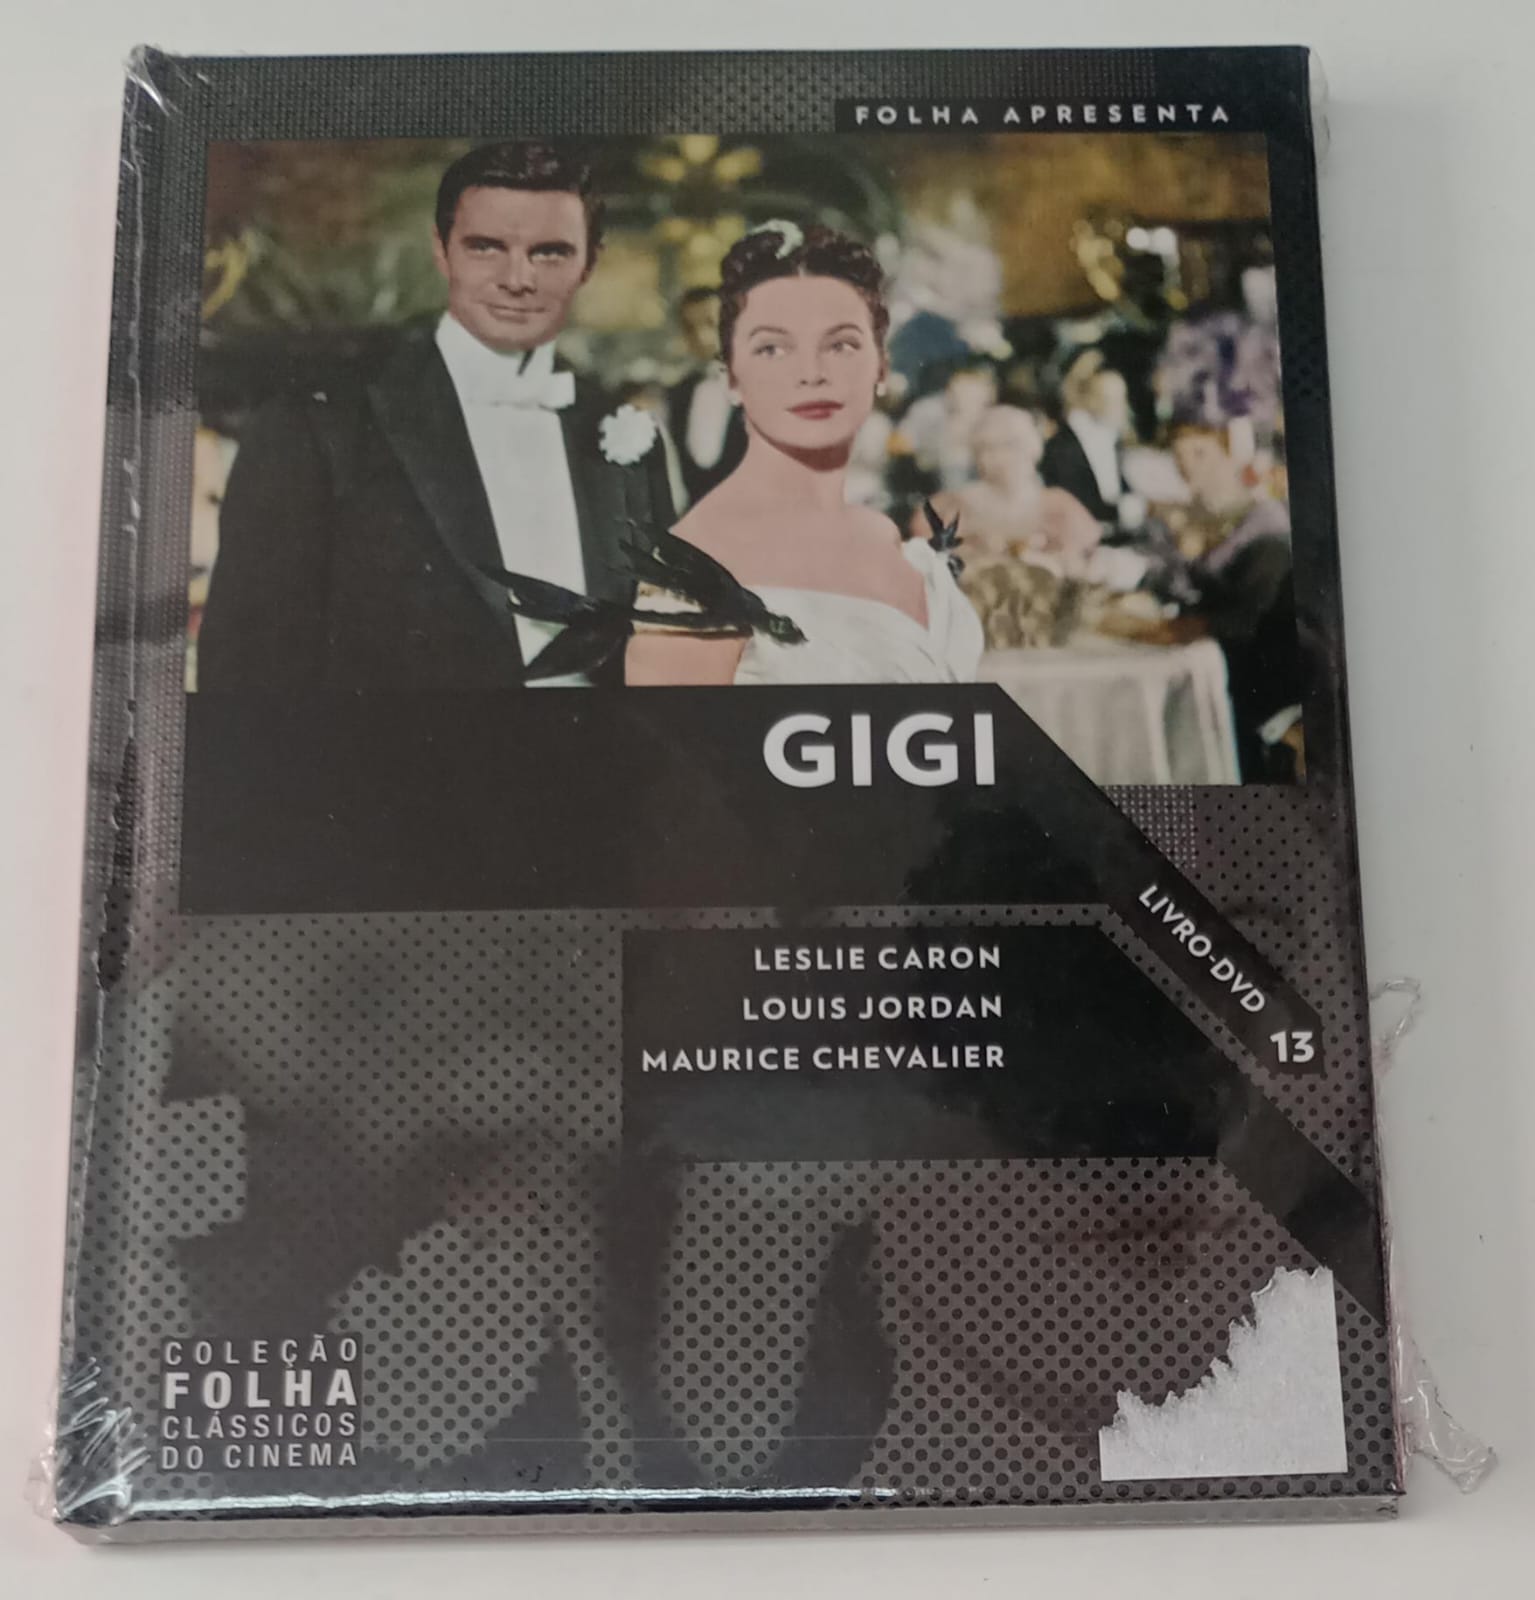 FOLHA APRESENTA
GIGI
LIVRO-DVD 13
LESLIE CARON
LOUIS JORDAN
MAURICE CHEVALIER
COLEÇÃO
FOLHA
CLÁSSICOS
DO CINEMA